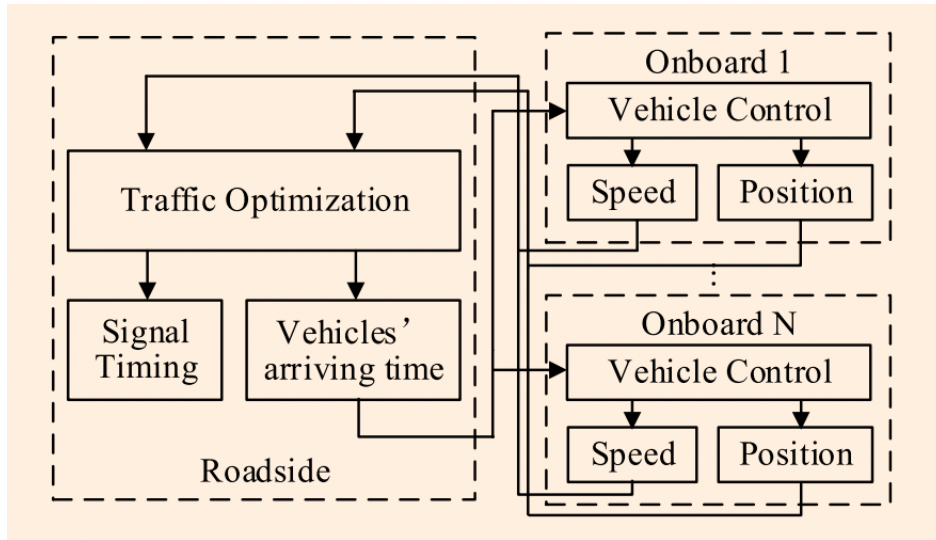 Onboard 1
Vehicle Control
Speed
Position
Traffic Optimization
Signal
Timing
Vehicles’
arriving time
Roadside
⋮
Onboard N
Vehicle Control
Speed
Position